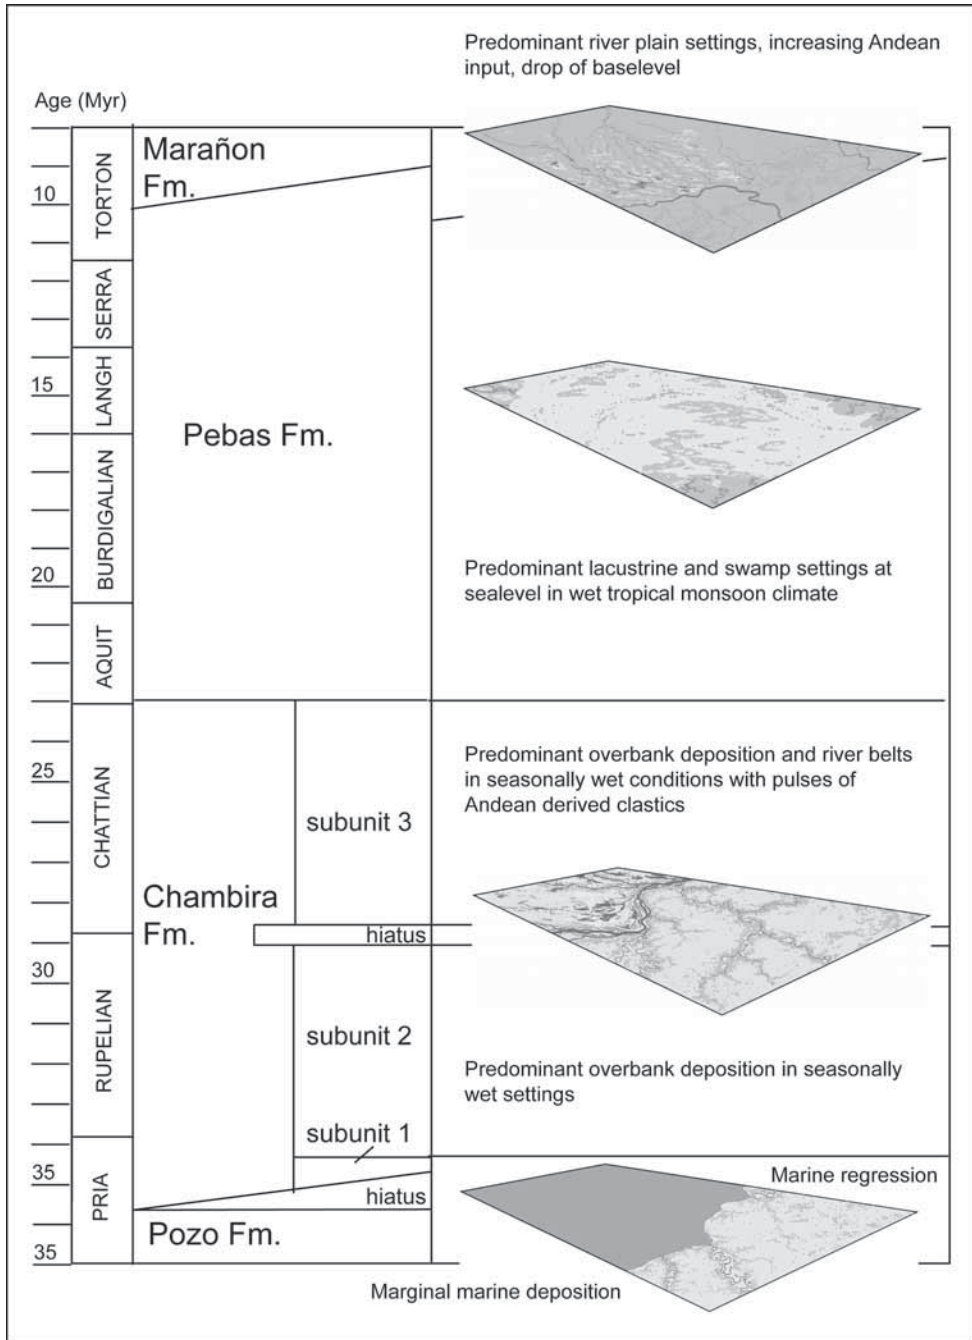 Predominant river plain settings, increasing Andean
input, drop of baselevel
Age (Myr)
10
15
20
25
30
35
35
TORTON
SERRA
LANGH
BURDIGALIAN
AQUIT
CHATTIAN
RUPELIAN
PRIA
Marañon
Fm.
Pebas Fm.
Chambira
Fm.
subunit 3
hiatus
subunit 2
subunit 1
hiatus
Pozo Fm.
Predominant lacustrine and swamp settings at
sealevel in wet tropical monsoon climate
Predominant overbank deposition and river belts
in seasonally wet conditions with pulses of
Andean derived clastics
Predominant overbank deposition in seasonally
wet settings
Marine regression
Marginal marine deposition